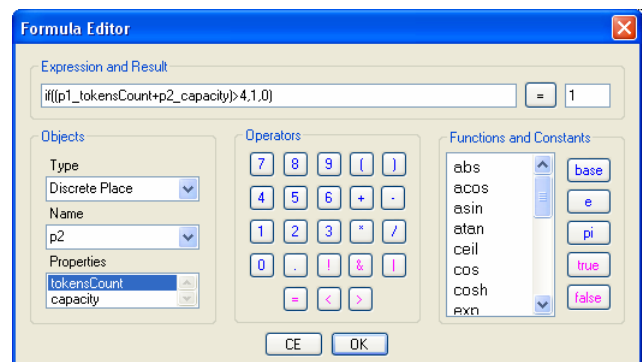 Formula Editor
Expression and Result
if((p1_tokensCount+p2_capacity)>4,1,0)
=
1
Objects
Type
Discrete Place
Name
p2
Properties
tokensCount
capacity
Operators
7 8 9 ( )
4 5 6 + -
1 2 3 * /
0 . ! & |
= < >
Functions and Constants
abs
acos
asin
atan
ceil
cos
cosh
exp
base
e
pi
true
false
CE OK